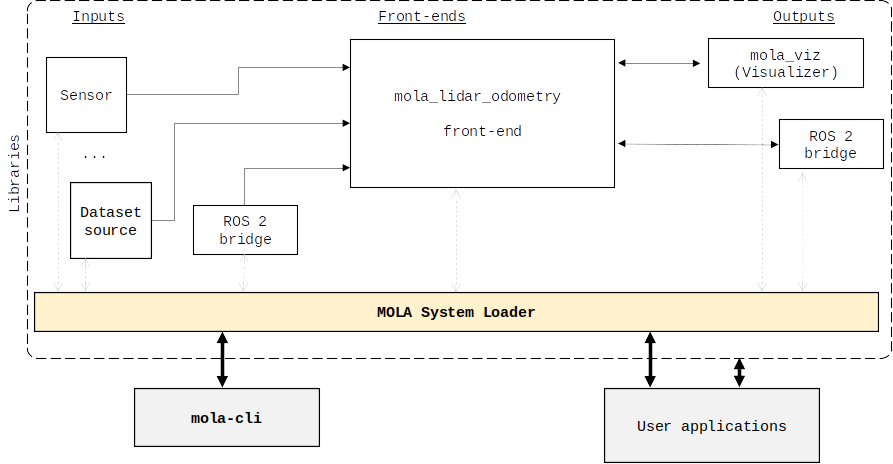 Inputs
Front-ends
Outputs
Sensor
...
Dataset
source
ROS 2
bridge
mola_lidar_odometry
front-end
mola_viz
(Visualizer)
ROS 2
bridge
Libraries
MOLA System Loader
mola-cli
User applications